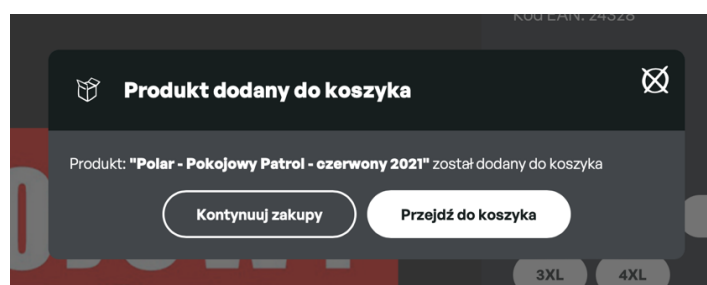 Kod EAN: 24328
Produkt dodany do koszyka
Produkt: "Polar - Pokojowy Patrol - czerwony 2021" został dodany do koszyka
Kontynuuj zakupy
Przejdź do koszyka
3XL
4XL